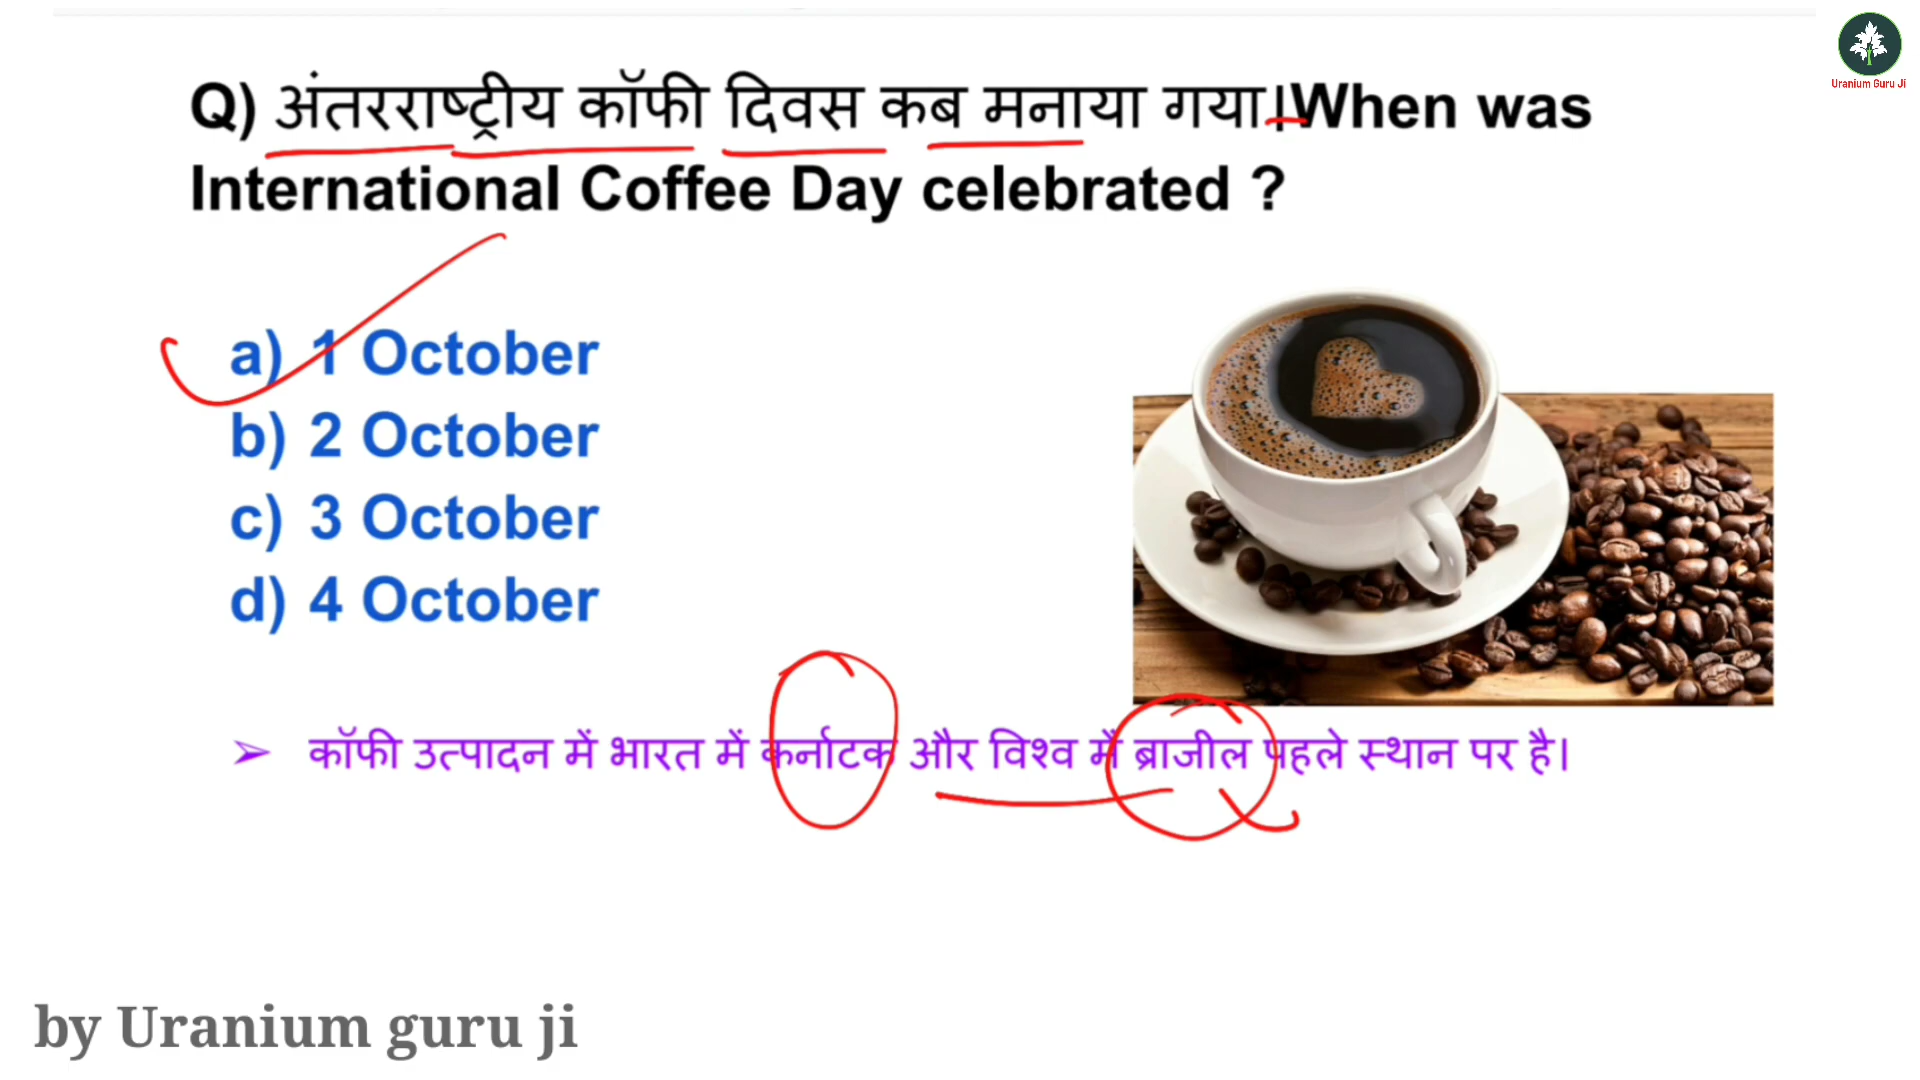 Uranium Guru Ji
Q) अंतरराष्ट्रीय कॉफी दिवस कब मनाया गया।When was
International Coffee Day celebrated ?
a) 1 October
b) 2 October
c) 3 October
d) 4 October
➢ कॉफी उत्पादन में भारत में कर्नाटक और विश्व में ब्राजील पहले स्थान पर है।
by Uranium guru ji